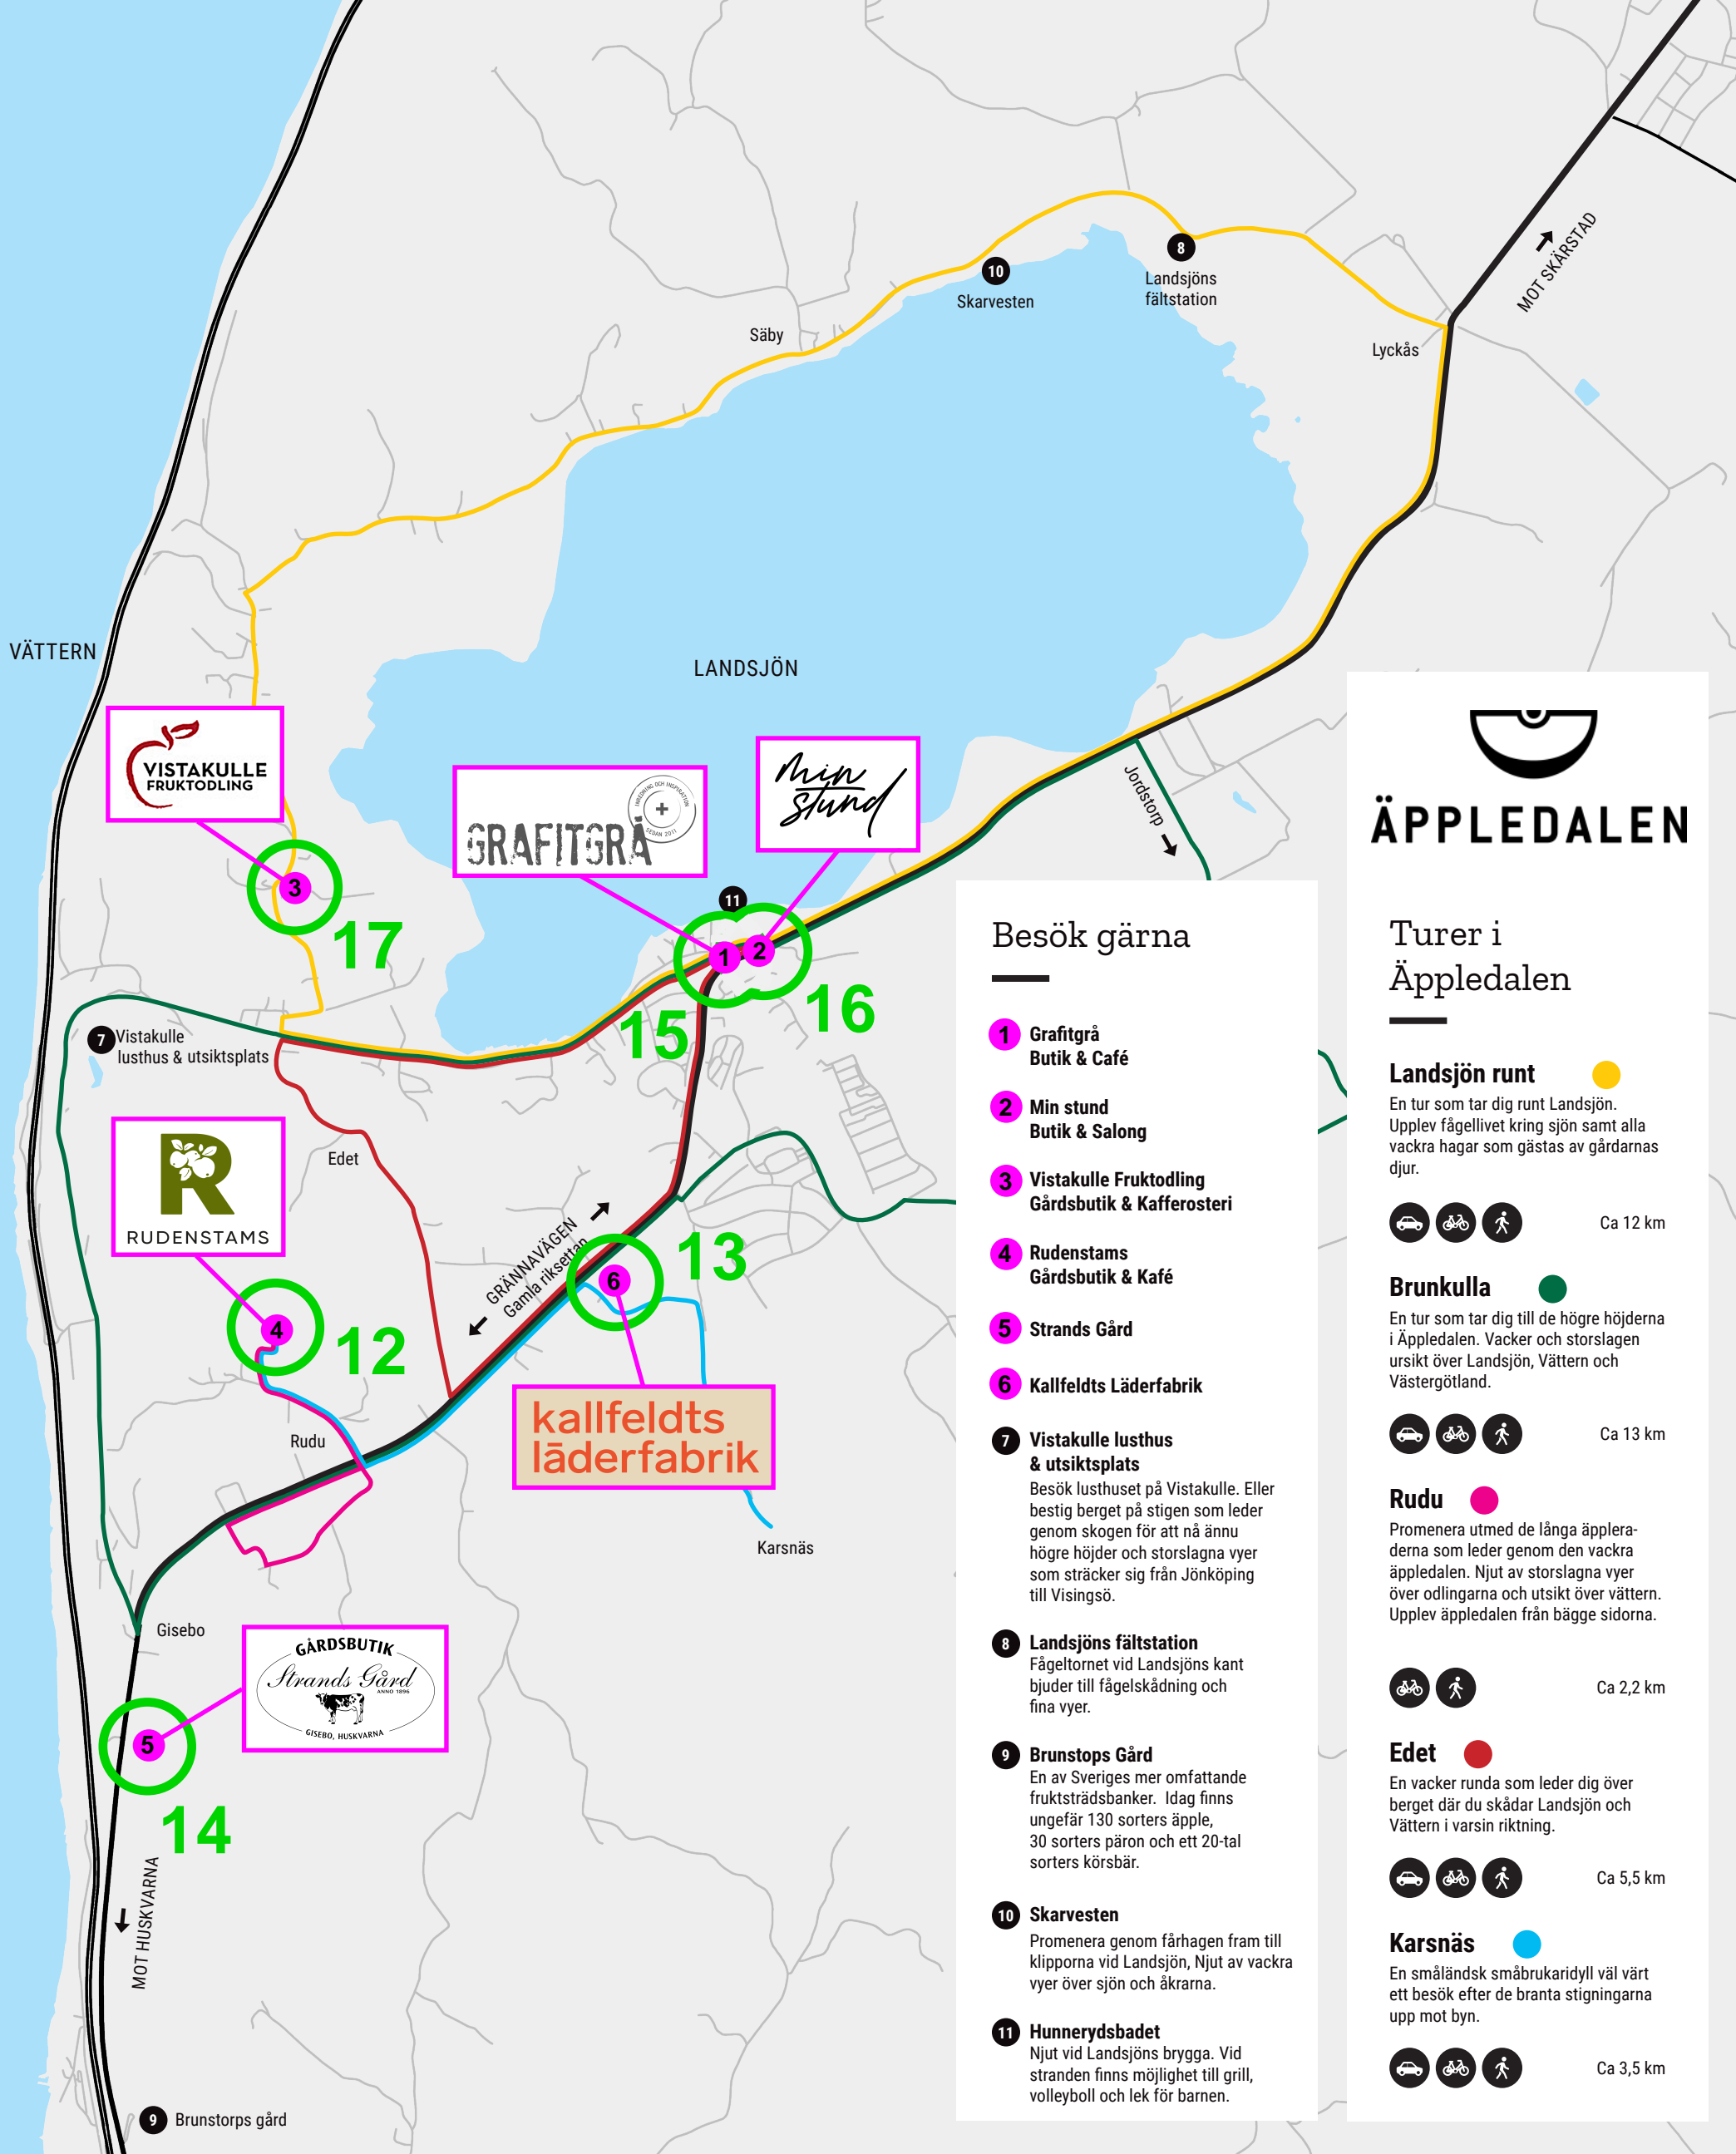 MOT SKÄRSTAD
8
Landsjöns
fältstation
10
Skarvesten
Säby
Lyckås
VÄTTERN
LANDSJÖN
VISTAKULLE
FRUKTODLING
GRAFITGRÅ
INREDNING OCH INSPIRATION
SEDAN 2011
min
stund
Jordstorp
3
17
11
1
2
15
16
7
Vistakulle
lusthus & utsiktsplats
Edet
R
RUDENSTAMS
GRÄNNAVÄGEN
Gamla riksettan
13
6
4
12
kallfeldts
läderfabrik
Rudu
Karsnäs
Gisebo
GÅRDSBUTIK
Strands Gård
ANNO 1896
GISEBO, HUSKVARNA
5
14
MOT HUSKVARNA
9
Brunstorps gård
Besök gärna
1 Grafitgrå
Butik & Café
2 Min stund
Butik & Salong
3 Vistakulle Fruktodling
Gårdsbutik & Kafferosteri
4 Rudenstams
Gårdsbutik & Kafé
5 Strands Gård
6 Kallfeldts Läderfabrik
7 Vistakulle lusthus
& utsiktsplats
Besök lusthuset på Vistakulle. Eller
bestig berget på stigen som leder
genom skogen för att nå ännu
högre höjder och storslagna vyer
som sträcker sig från Jönköping
till Visingsö.
8 Landsjöns fältstation
Fågeltornet vid Landsjöns kant
bjuder till fågelskådning och
fina vyer.
9 Brunstops Gård
En av Sveriges mer omfattande
fruktsträdsbanker. Idag finns
ungefär 130 sorters äpple,
30 sorters päron och ett 20-tal
sorters körsbär.
10 Skarvesten
Promenera genom fårhagen fram till
klipporna vid Landsjön, Njut av vackra
vyer över sjön och åkrarna.
11 Hunnerydsbadet
Njut vid Landsjöns brygga. Vid
stranden finns möjlighet till grill,
volleyboll och lek för barnen.
ÄPPLEDALEN
Turer i
Äppledalen
Landsjön runt
En tur som tar dig runt Landsjön.
Upplev fågellivet kring sjön samt alla
vackra hagar som gästas av gårdarnas
djur.
Ca 12 km
Brunkulla
En tur som tar dig till de högre höjderna
i Äppledalen. Vacker och storslagen
ursikt över Landsjön, Vättern och
Västergötland.
Ca 13 km
Rudu
Promenera utmed de långa äpplera-
derna som leder genom den vackra
äppledalen. Njut av storslagna vyer
över odlingarna och utsikt över vättern.
Upplev äppledalen från bägge sidorna.
Ca 2,2 km
Edet
En vacker runda som leder dig över
berget där du skådar Landsjön och
Vättern i varsin riktning.
Ca 5,5 km
Karsnäs
En småländsk småbrukaridyll väl värt
ett besök efter de branta stigningarna
upp mot byn.
Ca 3,5 km